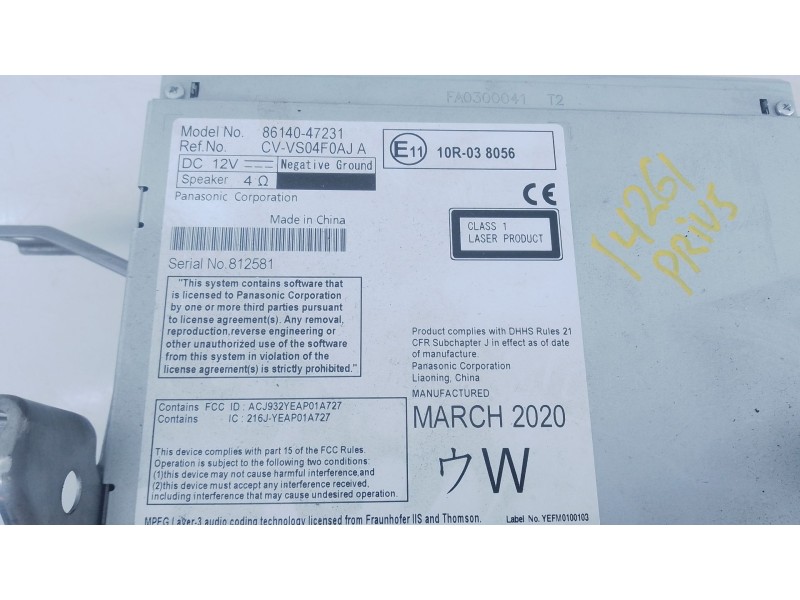 FA0300041 T2
Model No. 86140-47231
Ref.No. CV-VS04F0AJ A
DC 12V Negative Ground
Speaker 4 Ω
Panasonic Corporation
Made in China
Serial No.812581
"This system contains software that
is licensed to Panasonic Corporation
by one or more third parties pursuant
to license agreement(s). Any removal,
reproduction,reverse engineering or
other unauthorized use of the software
from this system in violation of the
license agreement(s) is strictly prohibited."
Contains FCC ID : ACJ932YEAP01A727
Contains IC : 216J-YEAP01A727
This device complies with part 15 of the FCC Rules.
Operation is subject to the following two conditions:
(1)this device may not cause harmful interference,and
(2)this device must accept any interference received,
including interference that may cause undesired operation.
MPEG Layer-3 audio coding technology licensed from Fraunhofer IIS and Thomson.
E11 10R-03 8056
CE
CLASS 1
LASER PRODUCT
Product complies with DHHS Rules 21
CFR Subchapter J in effect as of date
of manufacture.
Panasonic Corporation
Liaoning, China
MANUFACTURED
MARCH 2020
ウW
Label No. YEFM0100103
14261
PRIUS